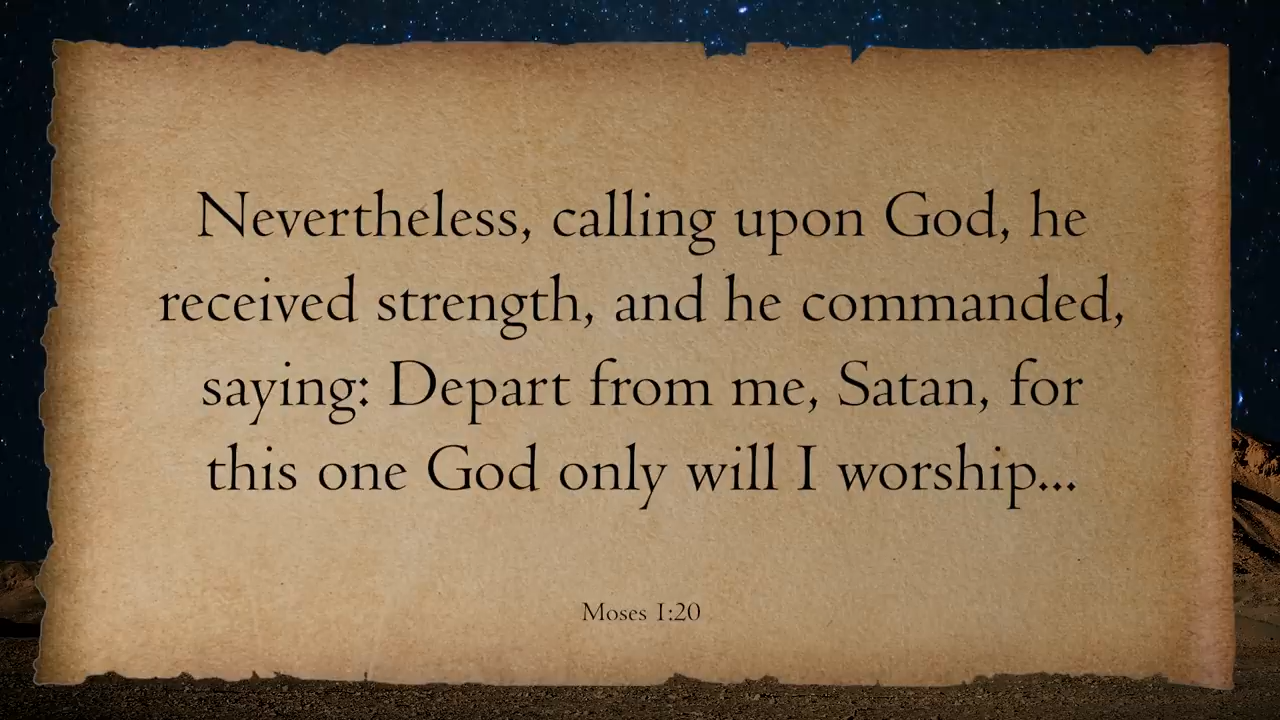 Nevertheless, calling upon God, he
received strength, and he commanded,
saying: Depart from me, Satan, for
this one God only will I worship...
Moses 1:20